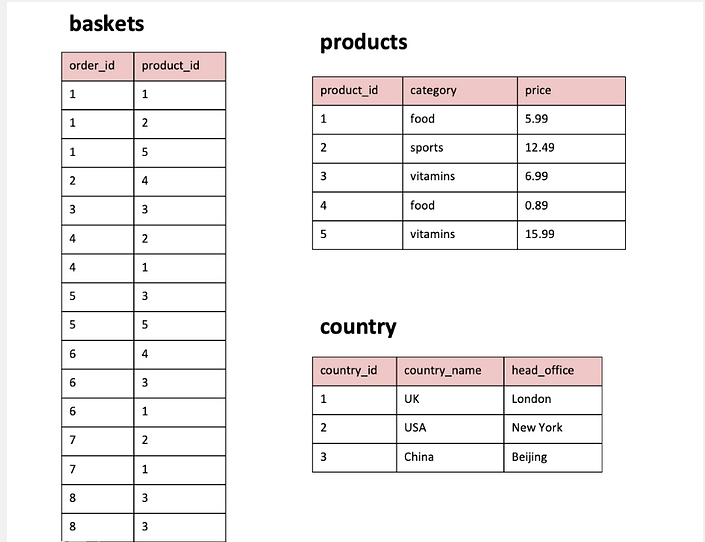 baskets
order_id product_id
1 1
1 2
1 5
2 4
3 3
4 2
4 1
5 3
5 5
6 4
6 3
6 1
7 2
7 1
8 3
8 3
products
product_id category price
1 food 5.99
2 sports 12.49
3 vitamins 6.99
4 food 0.89
5 vitamins 15.99
country
country_id country_name head_office
1 UK London
2 USA New York
3 China Beijing